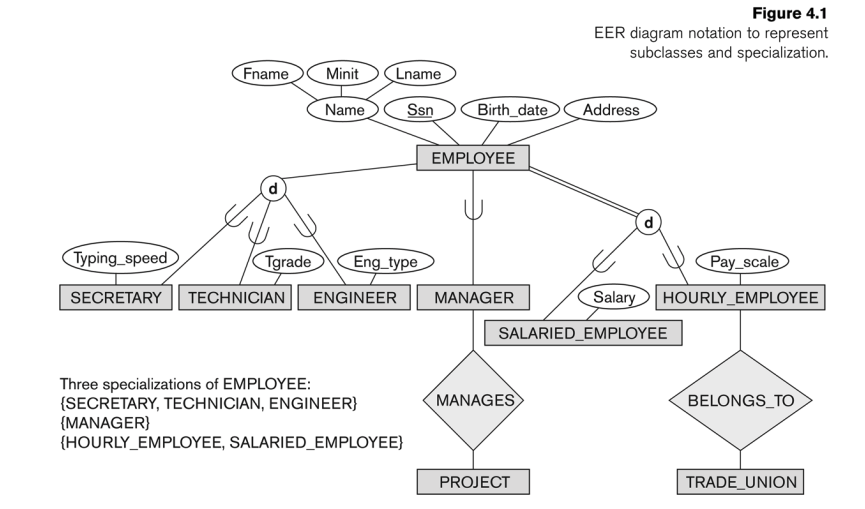 Figure 4.1
EER diagram notation to represent
subclasses and specialization.
Fname
Minit
Lname
Name
Ssn
Birth_date
Address
EMPLOYEE
d
d
Typing_speed
Tgrade
Eng_type
Pay_scale
SECRETARY
TECHNICIAN
ENGINEER
MANAGER
Salary
HOURLY_EMPLOYEE
SALARIED_EMPLOYEE
Three specializations of EMPLOYEE:
{SECRETARY, TECHNICIAN, ENGINEER}
{MANAGER}
{HOURLY_EMPLOYEE, SALARIED_EMPLOYEE}
MANAGES
BELONGS_TO
PROJECT
TRADE_UNION